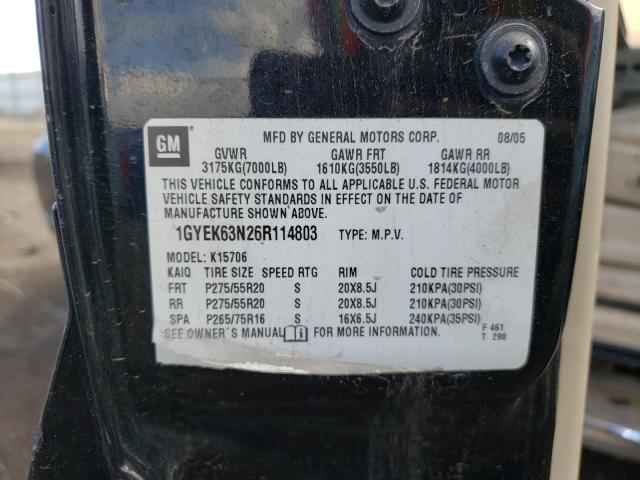 GM
MFD BY GENERAL MOTORS CORP. 08/05
GVWR GAWR FRT GAWR RR
3175KG(7000LB) 1610KG(3550LB) 1814KG(4000LB)
THIS VEHICLE CONFORMS TO ALL APPLICABLE U.S. FEDERAL MOTOR
VEHICLE SAFETY STANDARDS IN EFFECT ON THE DATE OF
MANUFACTURE SHOWN ABOVE.
1GYEK63N26R114803 TYPE: M.P.V.
MODEL: K15706
KAIQ TIRE SIZE SPEED RTG RIM COLD TIRE PRESSURE
FRT P275/55R20 S 20X8.5J 210KPA(30PSI)
RR P275/55R20 S 20X8.5J 210KPA(30PSI)
SPA P265/75R16 S 16X6.5J 240KPA(35PSI)
SEE OWNER'S MANUAL FOR MORE INFORMATION. F 461
T 290